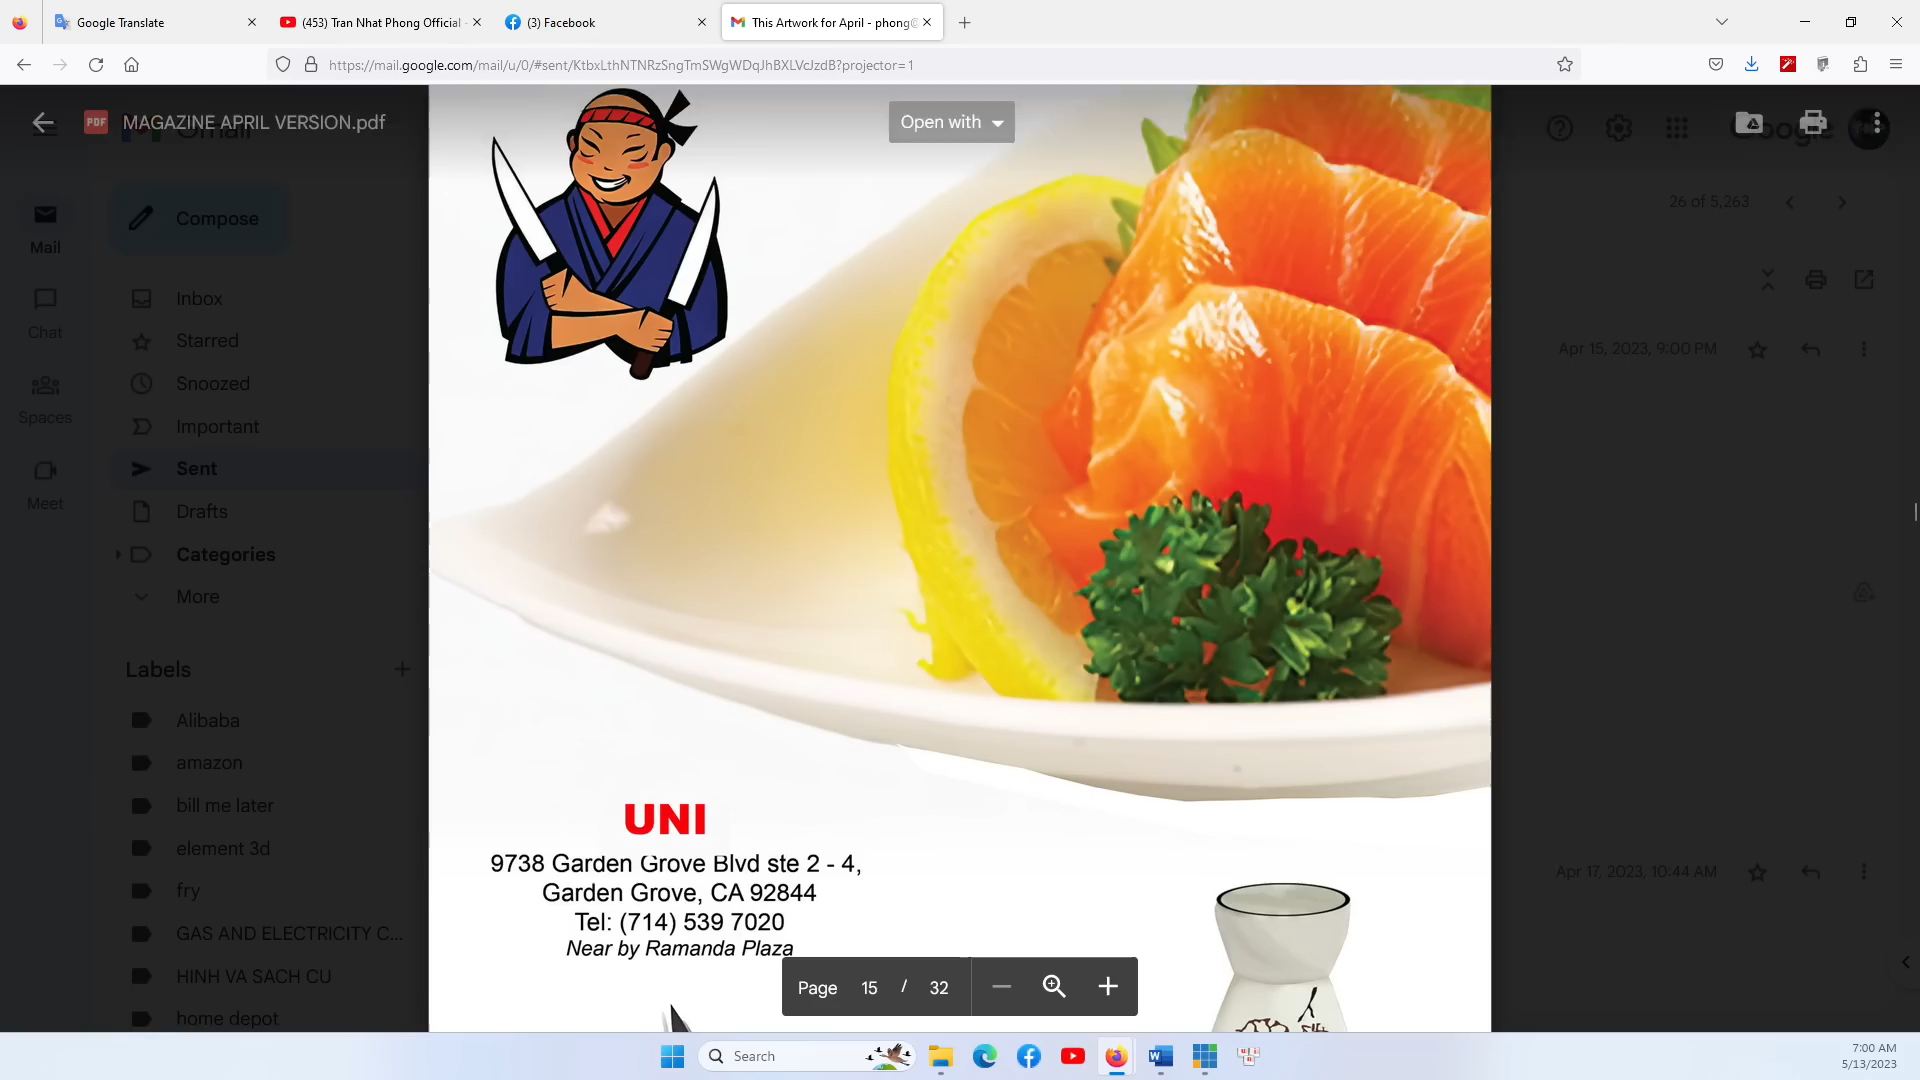 Google Translate
(453) Tran Nhat Phong Official -
(3) Facebook
This Artwork for April - phong@
https://mail.google.com/mail/u/0/#sent/KtbxLthNTNRzSngTmSWgWDqJhBXLVcJzdB?projector=1
PDF
MAGAZINE APRIL VERSION.pdf
Gmail
Open with
Google
Compose
26 of 5,263
Mail
Chat
Spaces
Meet
Inbox
Starred
Snoozed
Important
Sent
Drafts
Categories
More
Apr 15, 2023, 9:00 PM
Labels
Alibaba
amazon
bill me later
element 3d
fry
GAS AND ELECTRICITY C...
HINH VA SACH CU
home depot
UNI
9738 Garden Grove Blvd ste 2 - 4,
Garden Grove, CA 92844
Tel: (714) 539 7020
Near by Ramanda Plaza
Apr 17, 2023, 10:44 AM
Page 15 / 32
Search
7:00 AM
5/13/2023